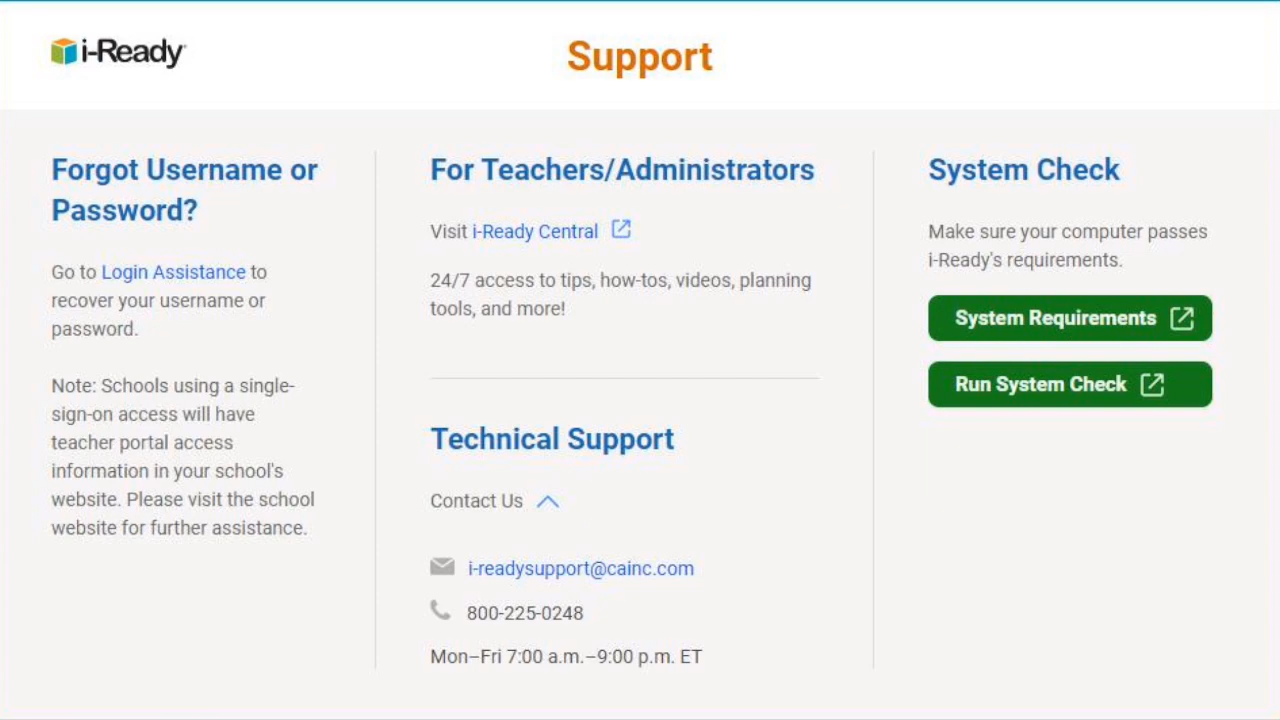 i-Ready
Support
Forgot Username or
Password?
Go to Login Assistance to
recover your username or
password.
Note: Schools using a single-
sign-on access will have
teacher portal access
information in your school's
website. Please visit the school
website for further assistance.
For Teachers/Administrators
Visit i-Ready Central
24/7 access to tips, how-tos, videos, planning
tools, and more!
Technical Support
Contact Us
i-readysupport@cainc.com
800-225-0248
Mon–Fri 7:00 a.m.–9:00 p.m. ET
System Check
Make sure your computer passes
i-Ready's requirements.
System Requirements
Run System Check